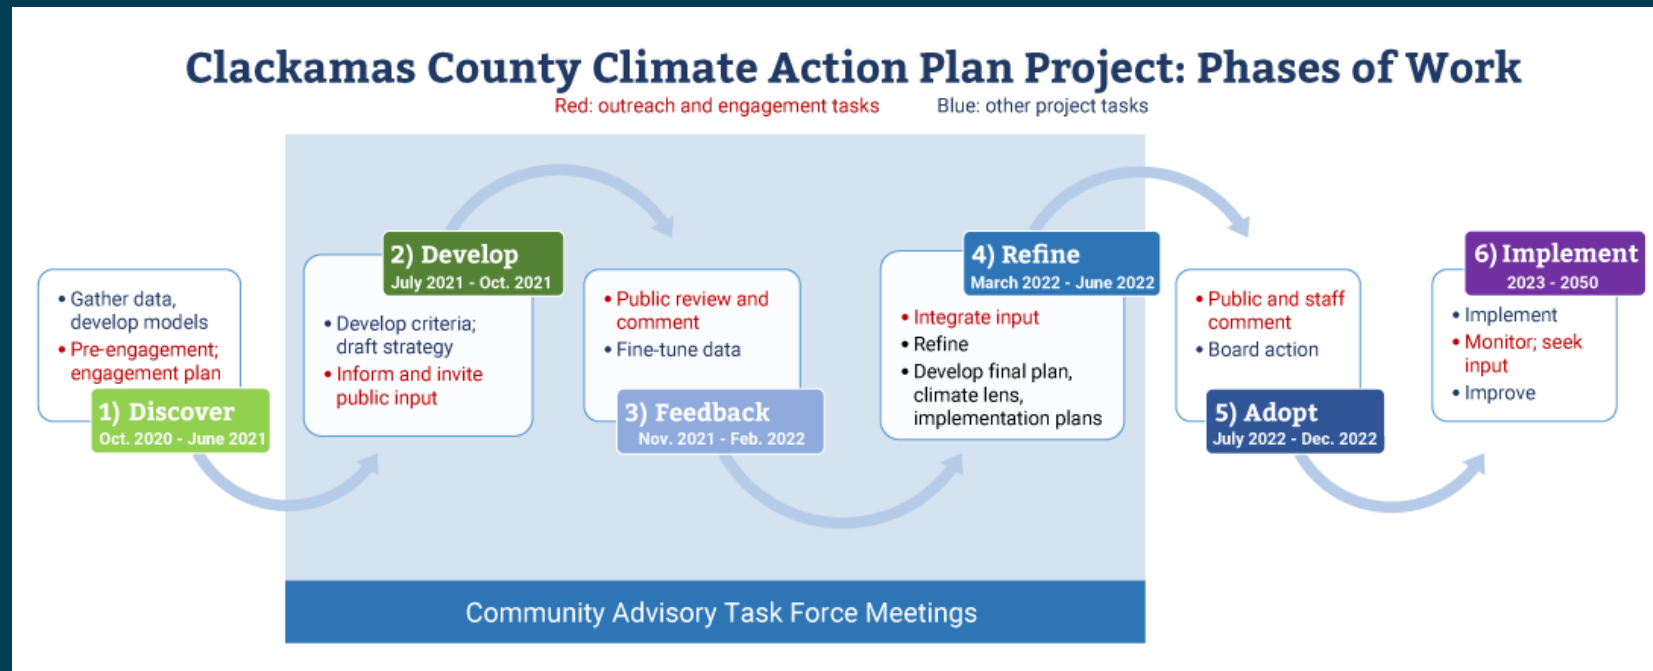 Clackamas County Climate Action Plan Project: Phases of Work
Red: outreach and engagement tasks
Blue: other project tasks
• Gather data,
develop models
• Pre-engagement;
engagement plan
1) Discover
Oct. 2020 - June 2021
2) Develop
July 2021 - Oct. 2021
• Develop criteria;
draft strategy
• Inform and invite
public input
• Public review and
comment
• Fine-tune data
3) Feedback
Nov. 2021 - Feb. 2022
4) Refine
March 2022 - June 2022
• Integrate input
• Refine
• Develop final plan,
climate lens,
implementation plans
• Public and staff
comment
• Board action
5) Adopt
July 2022 - Dec. 2022
6) Implement
2023 - 2050
• Implement
• Monitor; seek
input
• Improve
Community Advisory Task Force Meetings